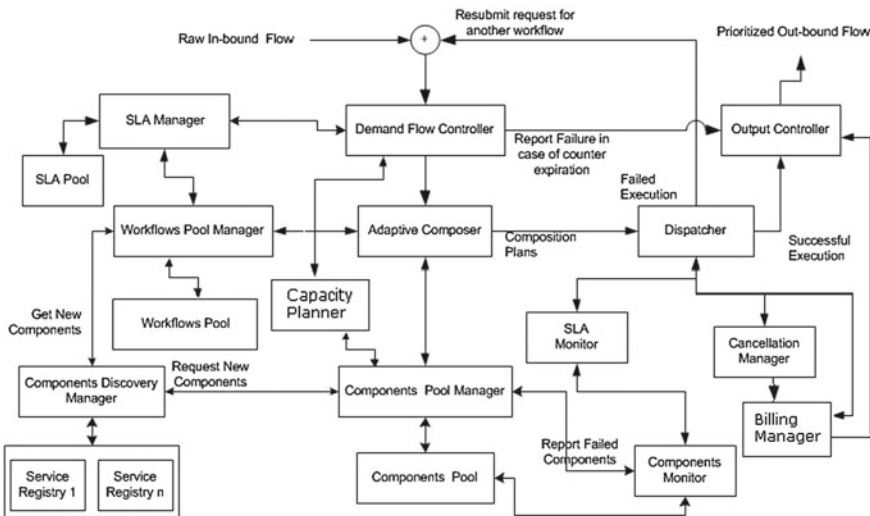 Resubmit request for
another workflow
Raw In-bound Flow
+
Prioritized Out-bound Flow
SLA Manager
Demand Flow Controller
Output Controller
Report Failure in
case of counter
expiration
SLA Pool
Failed
Execution
Workflows Pool Manager
Adaptive Composer
Composition
Plans
Dispatcher
Successful
Execution
Capacity
Planner
Get New
Components
Workflows Pool
SLA
Monitor
Cancellation
Manager
Request New
Components
Components Discovery
Manager
Components Pool Manager
Billing
Manager
Report Failed
Components
Components Pool
Components
Monitor
Service
Registry 1
Service
Registry n